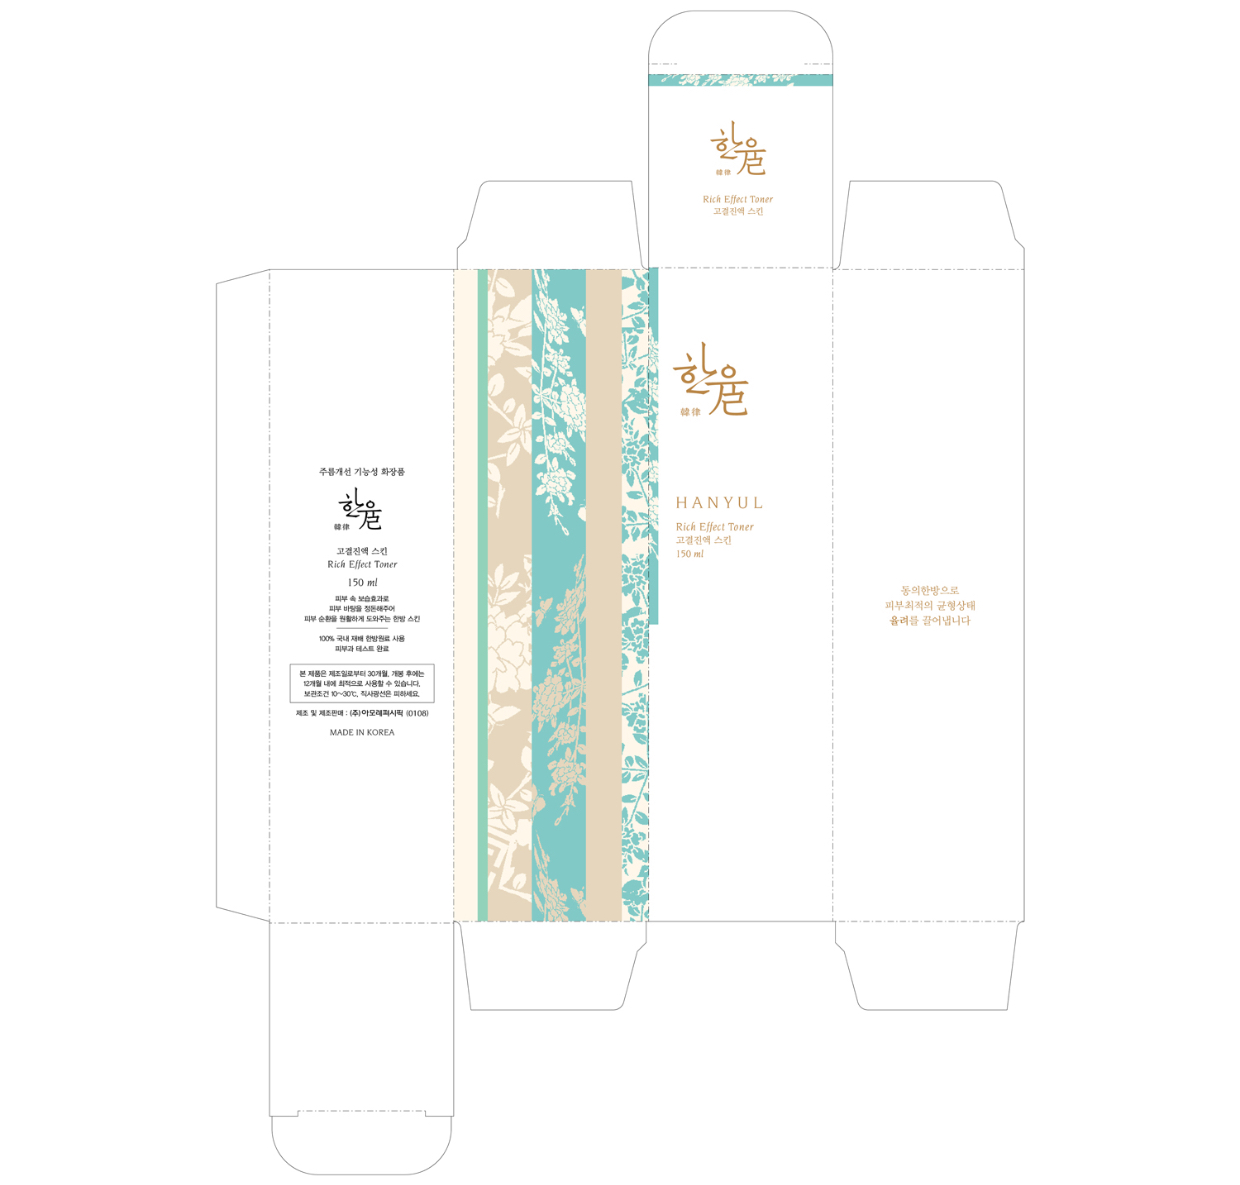 한율
韓律
Rich Effect Toner
고결진액 스킨
주름개선 기능성 화장품
한율
韓律
고결진액 스킨
Rich Effect Toner
150 ml
피부 속 보습효과로
피부 바탕을 정돈해주어
피부 순환을 원활하게 도와주는 한방 스킨
100% 국내 재배 한방원료 사용
피부과 테스트 완료
본 제품은 제조일로부터 30개월, 개봉 후에는
12개월 내에 최적으로 사용할 수 있습니다.
보관조건 10~30℃, 직사광선은 피하세요.
제조 및 제조판매 : (주)아모레퍼시픽 (0108)
MADE IN KOREA
한율
韓律
HANYUL
Rich Effect Toner
고결진액 스킨
150 ml
동의한방으로
피부최적의 균형상태
율려를 끌어냅니다